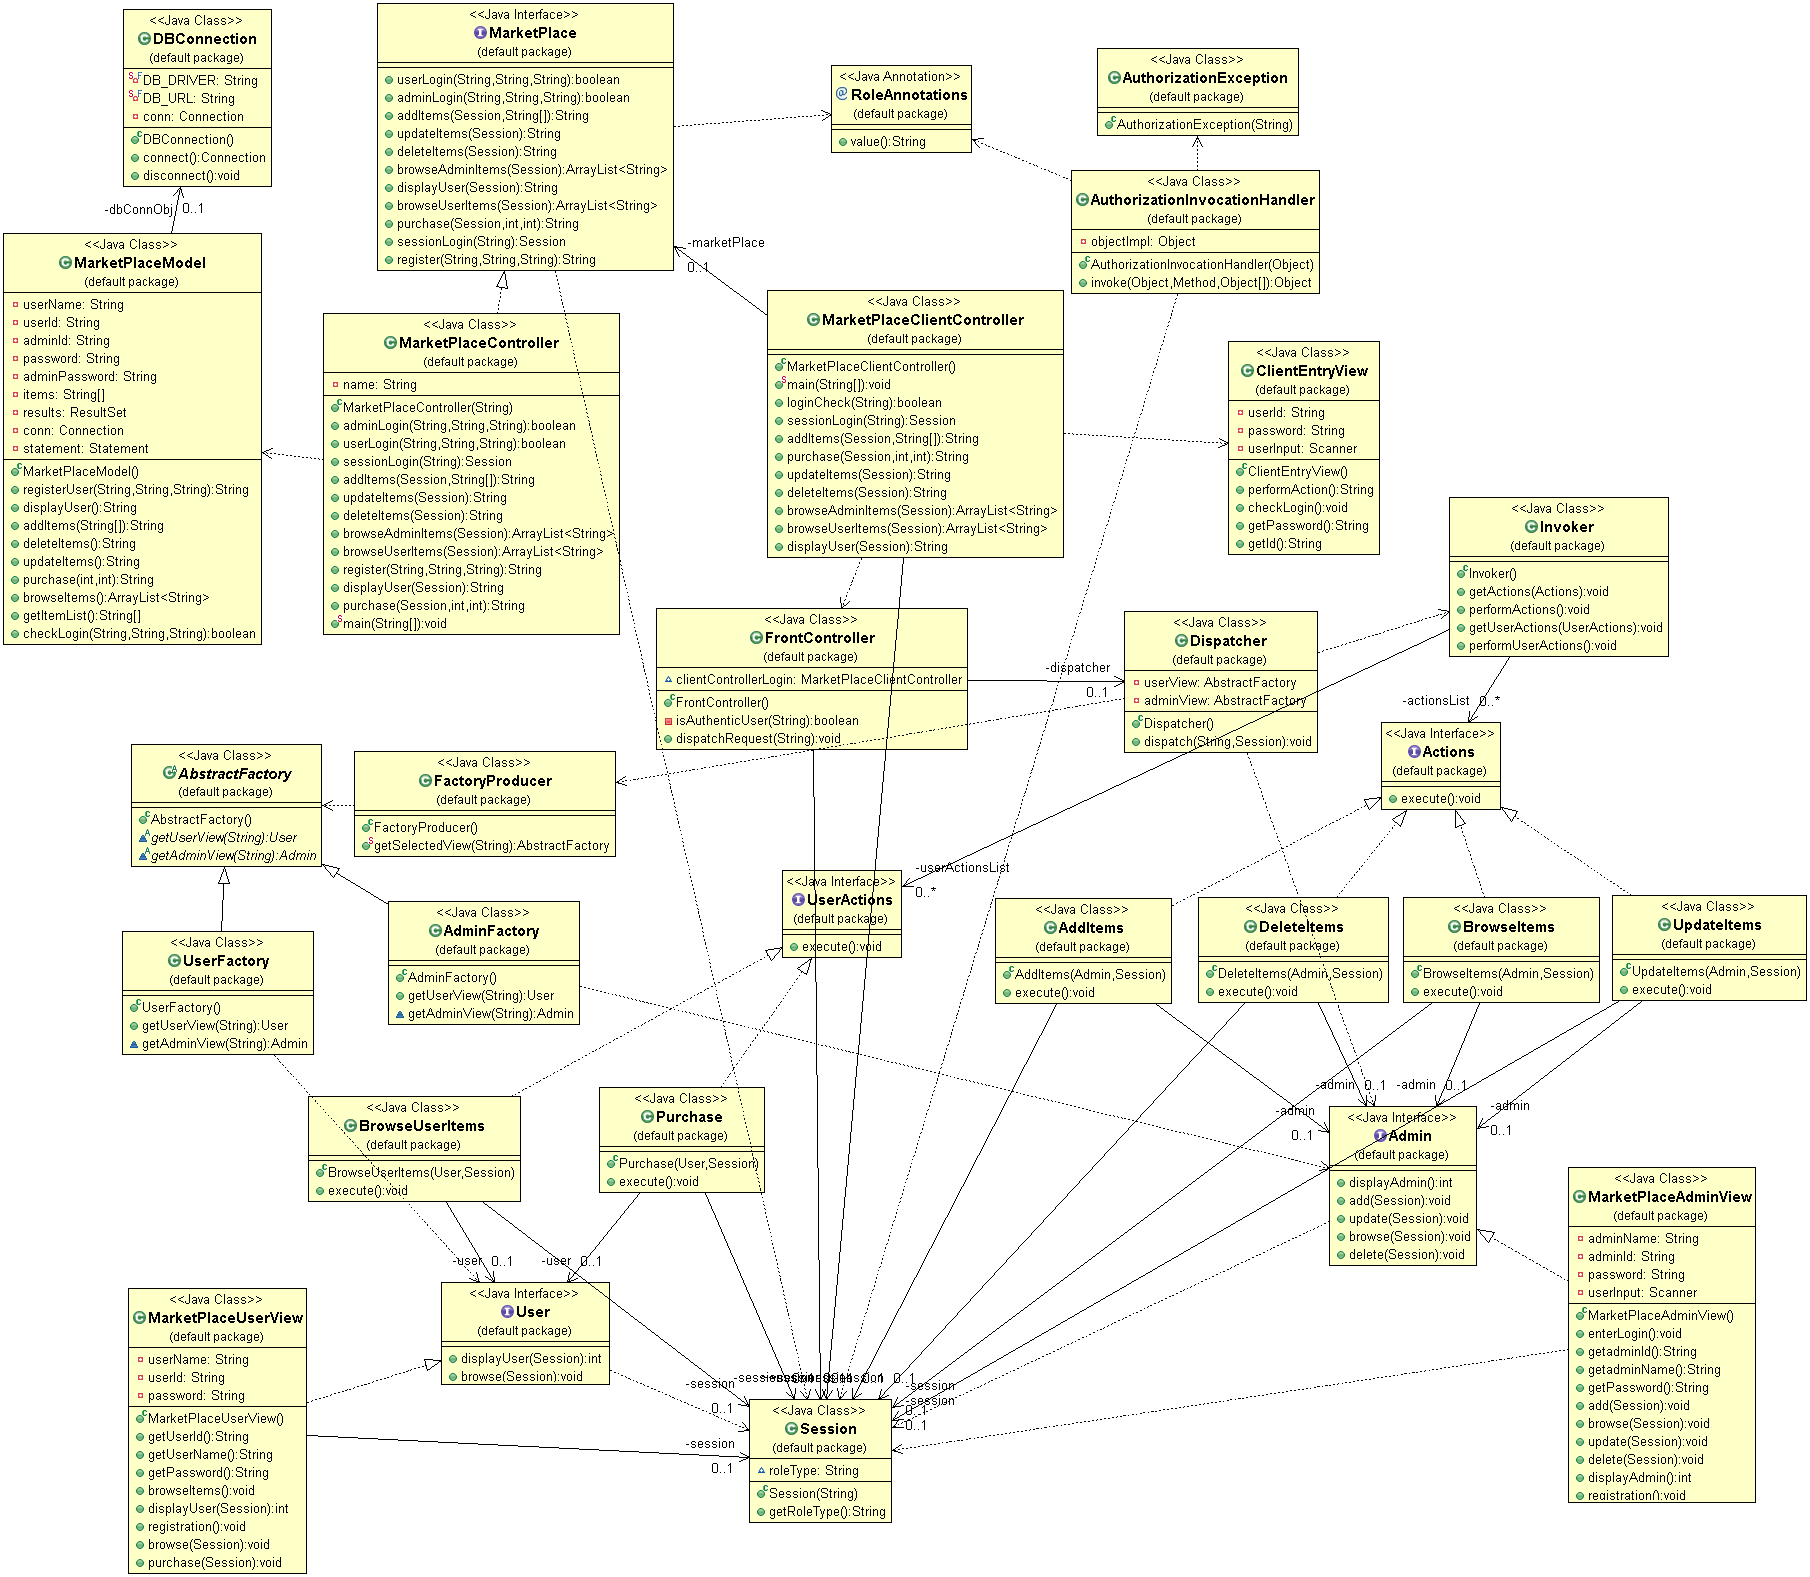 <<Java Class>>
DBConnection
(default package)
DB_DRIVER: String
DB_URL: String
conn: Connection
DBConnection()
connect():Connection
disconnect():void
-dbConnObj
0..1
<<Java Class>>
MarketPlaceModel
(default package)
userName: String
userId: String
adminId: String
password: String
adminPassword: String
items: String[]
results: ResultSet
conn: Connection
statement: Statement
MarketPlaceModel()
registerUser(String,String,String):String
displayUser():String
addItems(String[]):String
deleteItems():String
updateItems():String
purchase(int,int):String
browseItems():ArrayList<String>
getItemList():String[]
checkLogin(String,String,String):boolean
<<Java Interface>>
MarketPlace
(default package)
userLogin(String,String,String):boolean
adminLogin(String,String,String):boolean
addItems(Session,String[]):String
updateItems(Session):String
deleteItems(Session):String
browseAdminItems(Session):ArrayList<String>
displayUser(Session):String
browseUserItems(Session):ArrayList<String>
purchase(Session,int,int):String
sessionLogin(String):Session
register(String,String,String):String
<<Java Class>>
MarketPlaceController
(default package)
name: String
MarketPlaceController(String)
adminLogin(String,String,String):boolean
userLogin(String,String,String):boolean
sessionLogin(String):Session
addItems(Session,String[]):String
updateItems(Session):String
deleteItems(Session):String
browseAdminItems(Session):ArrayList<String>
browseUserItems(Session):ArrayList<String>
register(String,String,String):String
displayUser(Session):String
purchase(Session,int,int):String
main(String[]):void
<<Java Annotation>>
RoleAnnotations
(default package)
value():String
<<Java Class>>
AuthorizationException
(default package)
AuthorizationException(String)
<<Java Class>>
AuthorizationInvocationHandler
(default package)
objectImpl: Object
AuthorizationInvocationHandler(Object)
invoke(Object,Method,Object[]):Object
-marketPlace
0..1
<<Java Class>>
MarketPlaceClientController
(default package)
MarketPlaceClientController()
main(String[]):void
loginCheck(String):boolean
sessionLogin(String):Session
addItems(Session,String[]):String
purchase(Session,int,int):String
updateItems(Session):String
deleteItems(Session):String
browseAdminItems(Session):ArrayList<String>
browseUserItems(Session):ArrayList<String>
displayUser(Session):String
<<Java Class>>
ClientEntryView
(default package)
userId: String
password: String
userInput: Scanner
ClientEntryView()
performAction():String
checkLogin():void
getPassword():String
getId():String
<<Java Class>>
Invoker
(default package)
Invoker()
getActions(Actions):void
performActions():void
getUserActions(UserActions):void
performUserActions():void
<<Java Class>>
FrontController
(default package)
clientControllerLogin: MarketPlaceClientController
FrontController()
isAuthenticUser(String):boolean
dispatchRequest(String):void
-dispatcher
0..1
<<Java Class>>
Dispatcher
(default package)
userView: AbstractFactory
adminView: AbstractFactory
Dispatcher()
dispatch(String,Session):void
-actionsList
0..*
<<Java Interface>>
Actions
(default package)
execute():void
<<Java Class>>
AbstractFactory
(default package)
AbstractFactory()
getUserView(String):User
getAdminView(String):Admin
<<Java Class>>
FactoryProducer
(default package)
FactoryProducer()
getSelectedView(String):AbstractFactory
-userActionsList
0..*
<<Java Interface>>
UserActions
(default package)
execute():void
<<Java Class>>
UserFactory
(default package)
UserFactory()
getUserView(String):User
getAdminView(String):Admin
<<Java Class>>
AdminFactory
(default package)
AdminFactory()
getUserView(String):User
getAdminView(String):Admin
<<Java Class>>
AddItems
(default package)
AddItems(Admin,Session)
execute():void
<<Java Class>>
DeleteItems
(default package)
DeleteItems(Admin,Session)
execute():void
<<Java Class>>
BrowseItems
(default package)
BrowseItems(Admin,Session)
execute():void
<<Java Class>>
UpdateItems
(default package)
UpdateItems(Admin,Session)
execute():void
<<Java Class>>
BrowseUserItems
(default package)
BrowseUserItems(User,Session)
execute():void
<<Java Class>>
Purchase
(default package)
Purchase(User,Session)
execute():void
-admin 0..1
-admin 0..1
-admin
0..1
-admin
0..1
<<Java Interface>>
Admin
(default package)
displayAdmin():int
add(Session):void
update(Session):void
browse(Session):void
delete(Session):void
<<Java Class>>
MarketPlaceAdminView
(default package)
adminName: String
adminId: String
password: String
userInput: Scanner
MarketPlaceAdminView()
enterLogin():void
getadminId():String
getadminName():String
getPassword():String
add(Session):void
browse(Session):void
update(Session):void
delete(Session):void
displayAdmin():int
registration():void
-user 0..1
-user 0..1
<<Java Interface>>
User
(default package)
displayUser(Session):int
browse(Session):void
<<Java Class>>
MarketPlaceUserView
(default package)
userName: String
userId: String
password: String
MarketPlaceUserView()
getUserId():String
getUserName():String
getPassword():String
browseItems():void
displayUser(Session):int
registration():void
browse(Session):void
purchase(Session):void
-session
0..1
-session
0..1
-session
0..1
-session
0..1
-session
0..1
<<Java Class>>
Session
(default package)
roleType: String
Session(String)
getRoleType():String